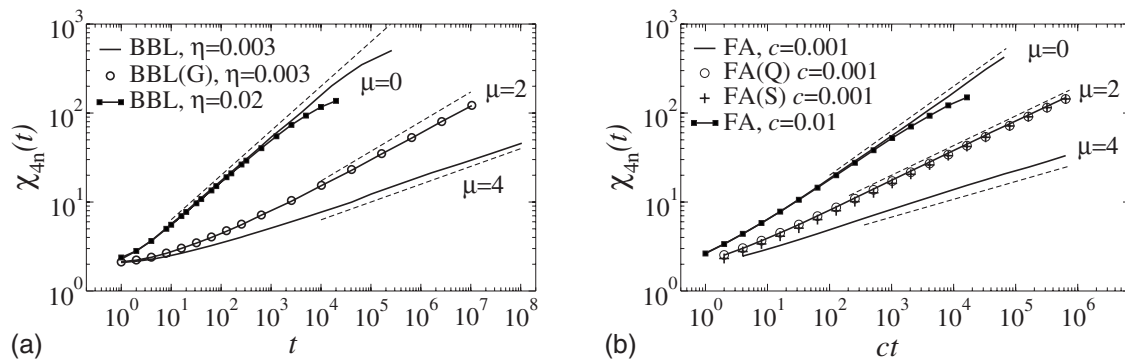 10³
10²
10¹
10⁰
χ₄ₙ(t)
BBL, η=0.003
BBL(G), η=0.003
BBL, η=0.02
μ=0
μ=2
μ=4
10⁰ 10¹ 10² 10³ 10⁴ 10⁵ 10⁶ 10⁷ 10⁸
(a)
t
10³
10²
10¹
10⁰
χ₄ₙ(t)
FA, c=0.001
FA(Q) c=0.001
FA(S) c=0.001
FA, c=0.01
μ=0
μ=2
μ=4
10⁰ 10¹ 10² 10³ 10⁴ 10⁵ 10⁶
(b)
ct